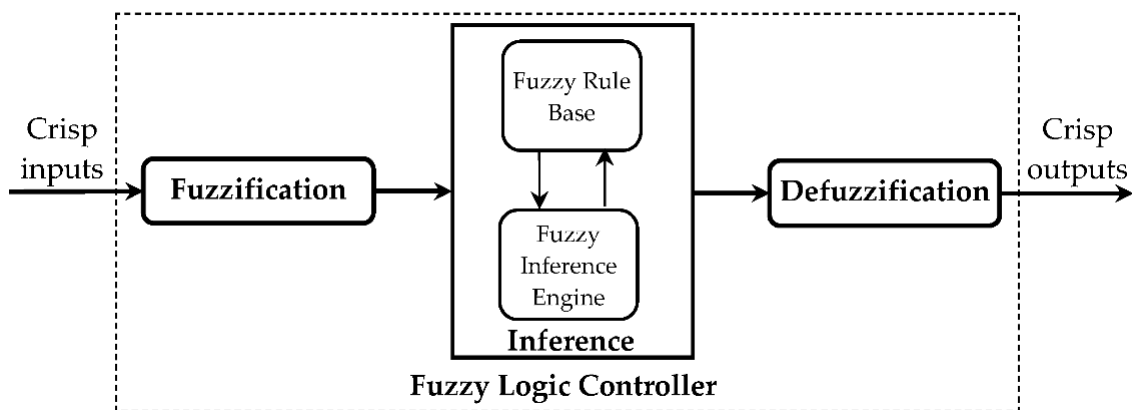 Crisp
inputs
Fuzzification
Fuzzy Rule
Base
Fuzzy
Inference
Engine
Inference
Defuzzification
Crisp
outputs
Fuzzy Logic Controller